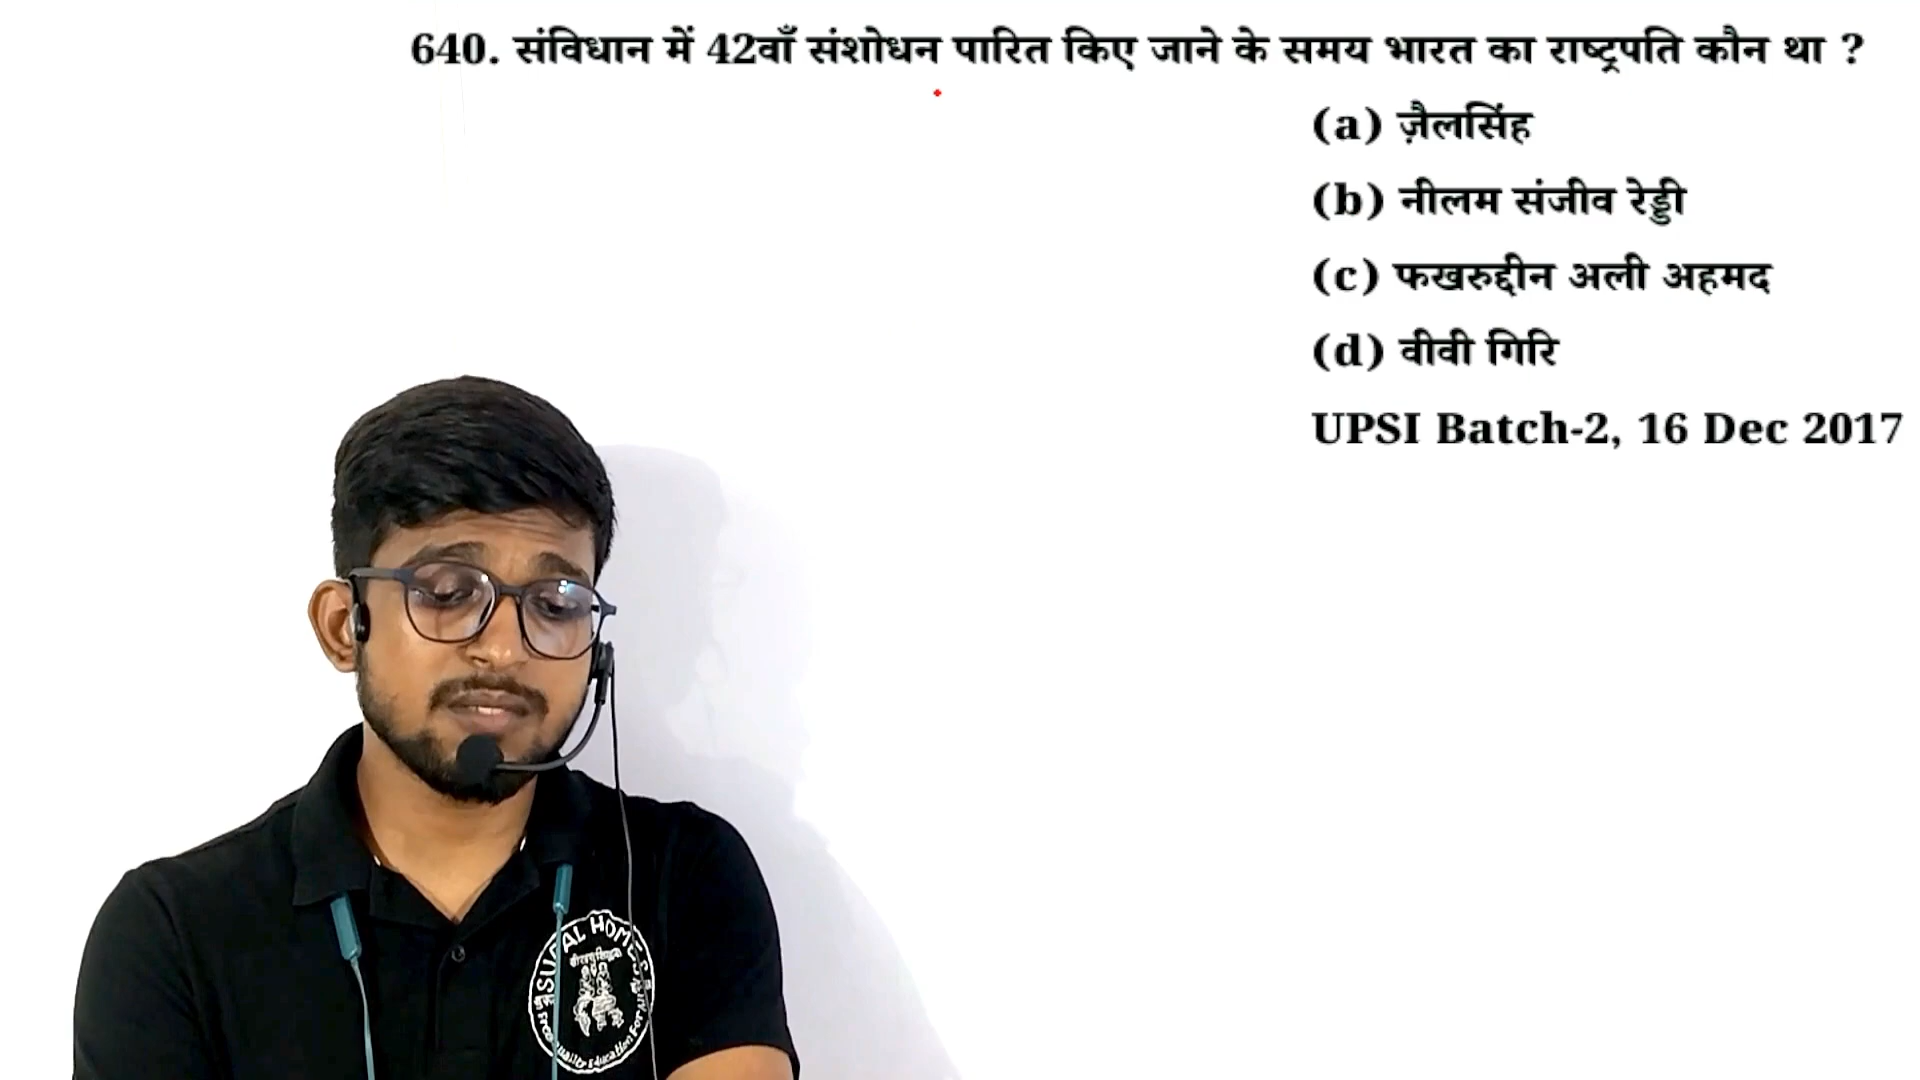 640. संविधान में 42वाँ संशोधन पारित किए जाने के समय भारत का राष्ट्रपति कौन था ?
(a) ज़ैलसिंह
(b) नीलम संजीव रेड्डी
(c) फखरुद्दीन अली अहमद
(d) वीवी गिरि
UPSI Batch-2, 16 Dec 2017